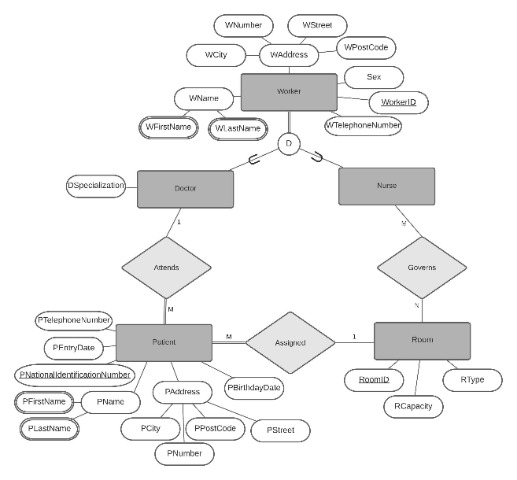 WNumber
WStreet
WCity
WAddress
WPostCode
Sex
Worker
WName
WorkerID
WFirstName
WLastName
WTelephoneNumber
D
DSpecialization
Doctor
Nurse
1
M
Attends
Governs
M
N
PTelephoneNumber
Patient
M
Assigned
1
Room
PEntryDate
PNationalIdentificationNumber
PBirthdayDate
RoomID
RType
PFirstName
PName
PAddress
RCapacity
PLastName
PCity
PPostCode
PStreet
PNumber